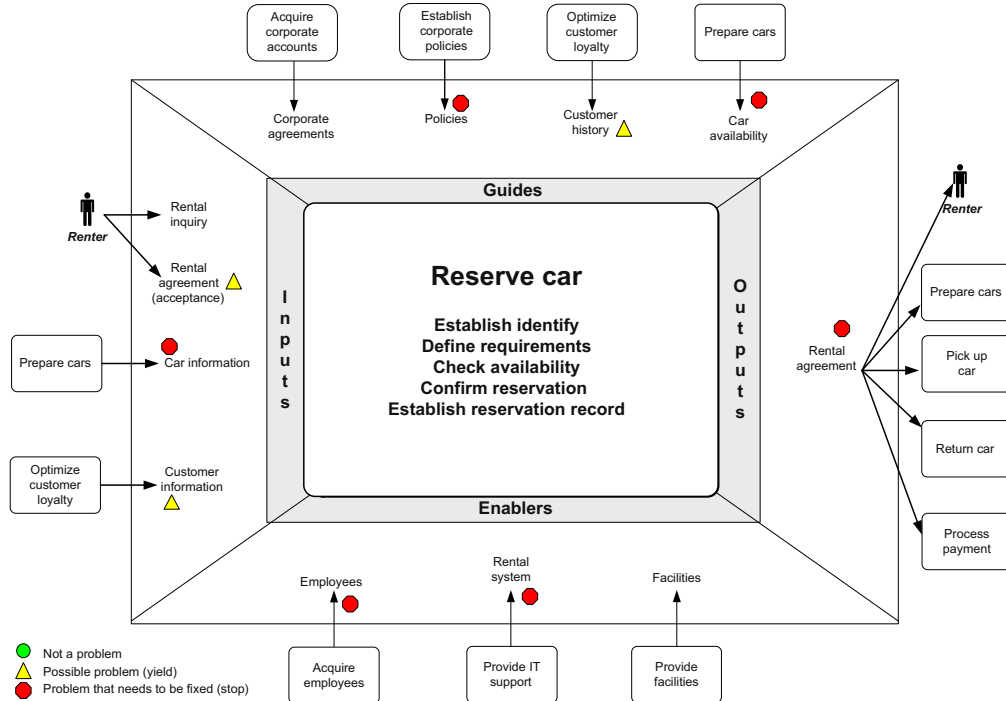 Acquire
corporate
accounts
Establish
corporate
policies
Optimize
customer
loyalty
Prepare cars
Corporate
agreements
Policies
Customer
history
Car
availability
Guides
Renter
Rental
inquiry
Rental
agreement
(acceptance)
Prepare cars
Car information
Optimize
customer
loyalty
Customer
information
Inputs
Reserve car
Establish identify
Define requirements
Check availability
Confirm reservation
Establish reservation record
Outputs
Rental
agreement
Renter
Prepare cars
Pick up
car
Return car
Process
payment
Enablers
Employees
Rental
system
Facilities
Acquire
employees
Provide IT
support
Provide
facilities
Not a problem
Possible problem (yield)
Problem that needs to be fixed (stop)